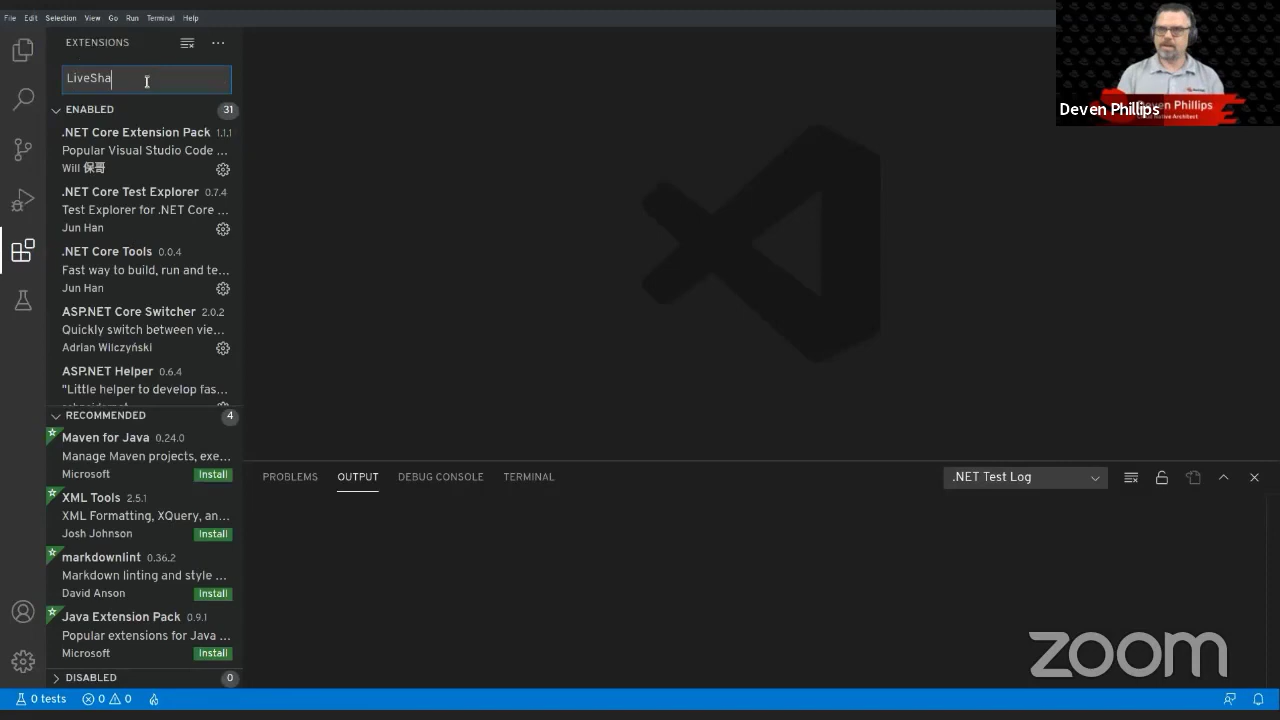 File Edit Selection View Go Run Terminal Help
EXTENSIONS
LiveSha
ENABLED 31
.NET Core Extension Pack 1.1.1
Popular Visual Studio Code ...
Will 保哥
.NET Core Test Explorer 0.7.4
Test Explorer for .NET Core ...
Jun Han
.NET Core Tools 0.0.4
Fast way to build, run and te...
Jun Han
ASP.NET Core Switcher 2.0.2
Quickly switch between vie...
Adrian Wilczyński
ASP.NET Helper 0.6.4
"Little helper to develop fas...
RECOMMENDED 4
Maven for Java 0.24.0
Manage Maven projects, exe...
Microsoft Install
XML Tools 2.5.1
XML Formatting, XQuery, an...
Josh Johnson Install
markdownlint 0.36.2
Markdown linting and style ...
David Anson Install
Java Extension Pack 0.9.1
Popular extensions for Java ...
Microsoft Install
DISABLED 0
PROBLEMS OUTPUT DEBUG CONSOLE TERMINAL
.NET Test Log
0 tests 0 0
Deven Phillips
Deven Phillips
Cloud Native Architect
zoom